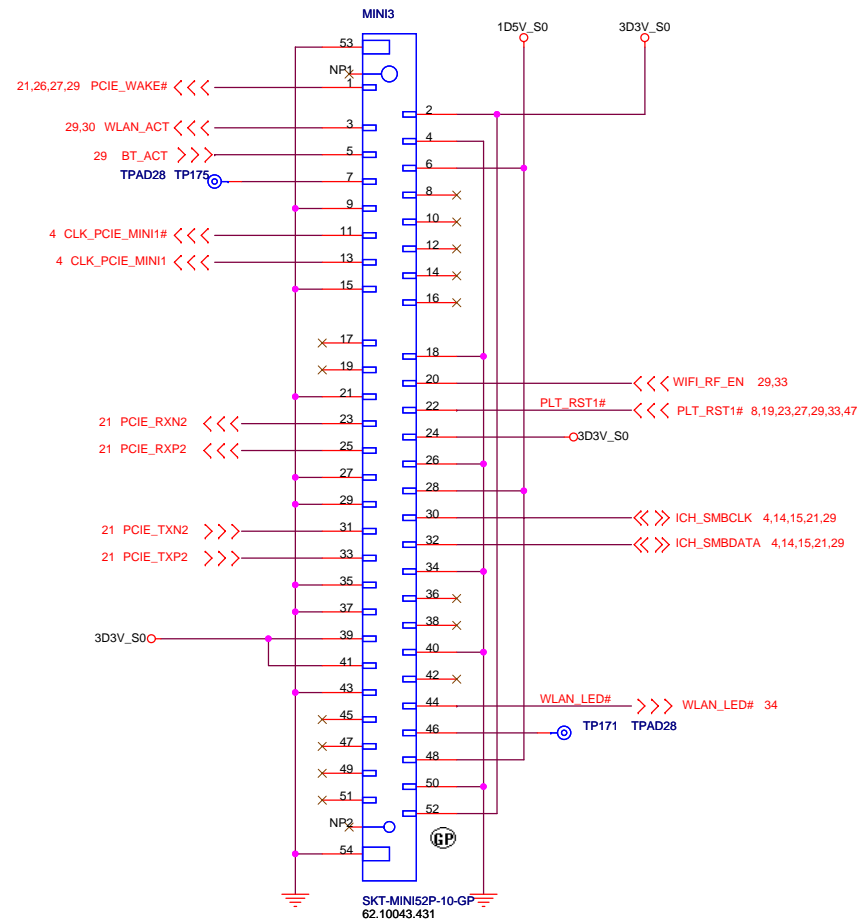 MINI3
1D5V_S0
3D3V_S0
53
NP1
21,26,27,29 PCIE_WAKE#
1
2
29,30 WLAN_ACT
3
4
29 BT_ACT
5
6
TPAD28 TP175
7
8
9
10
4 CLK_PCIE_MINI1#
11
12
4 CLK_PCIE_MINI1
13
14
15
16
17
18
19
20
WIFI_RF_EN 29,33
21
22
PLT_RST1#
PLT_RST1# 8,19,23,27,29,33,47
21 PCIE_RXN2
23
24
3D3V_S0
21 PCIE_RXP2
25
26
27
28
29
30
ICH_SMBCLK 4,14,15,21,29
21 PCIE_TXN2
31
32
ICH_SMBDATA 4,14,15,21,29
21 PCIE_TXP2
33
34
35
36
37
38
3D3V_S0
39
40
41
42
43
44
WLAN_LED#
WLAN_LED# 34
45
46
TP171 TPAD28
47
48
49
50
51
52
NP2
GP
54
SKT-MINI52P-10-GP
62.10043.431